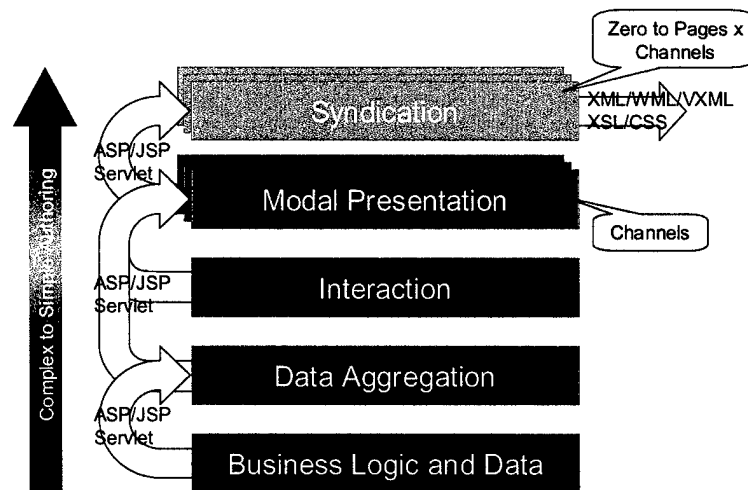 Zero to Pages x
Channels
Syndication
XML/WML/VXML
XSL/CSS
ASP/JSP
Servlet
Modal Presentation
Channels
ASP/JSP
Servlet
Interaction
Data Aggregation
ASP/JSP
Servlet
Business Logic and Data
Complex to Simple Authoring